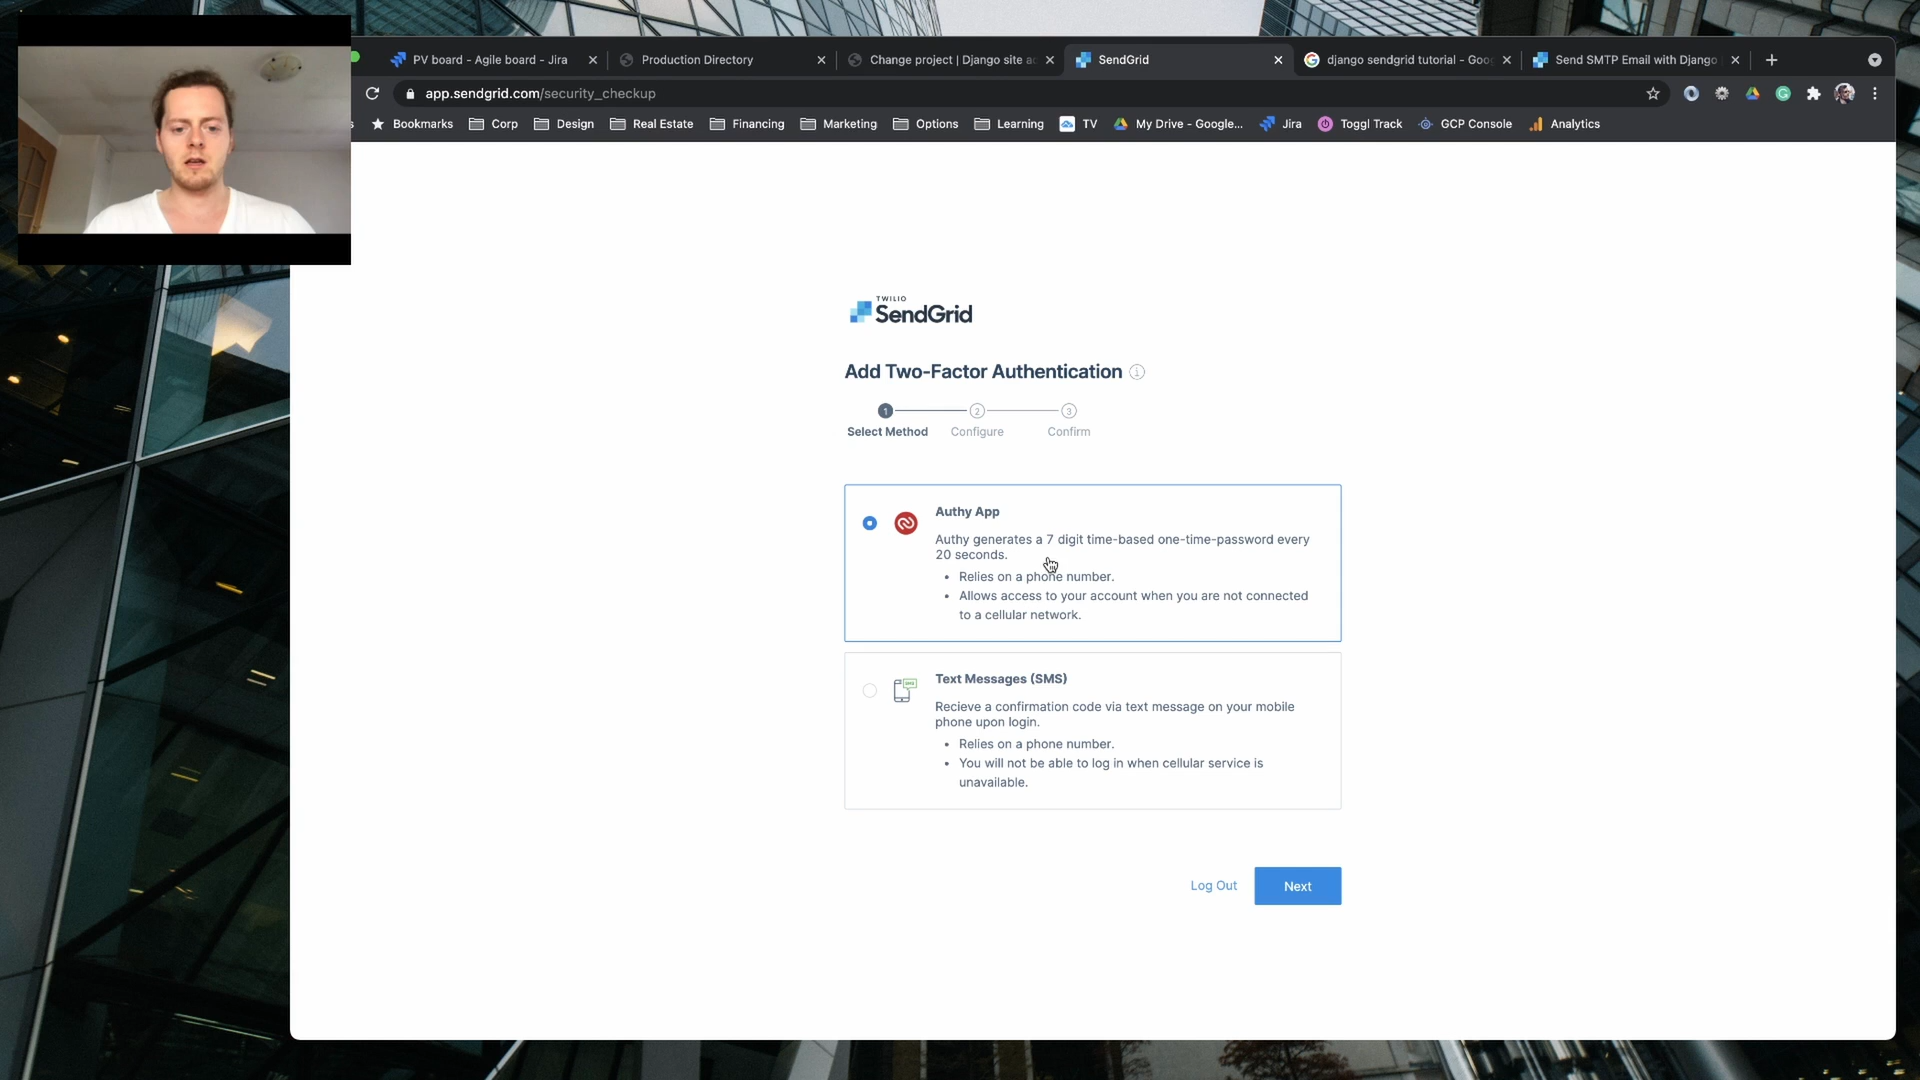 PV board - Agile board - Jira
Production Directory
Change project | Django site a
SendGrid
django sendgrid tutorial - Goo
Send SMTP Email with Django
app.sendgrid.com/security_checkup
s
Bookmarks
Corp
Design
Real Estate
Financing
Marketing
Options
Learning
TV
My Drive - Google...
Jira
Toggl Track
GCP Console
Analytics
TWILIO
SendGrid
Add Two-Factor Authentication
1
2
3
Select Method
Configure
Confirm
Authy App
Authy generates a 7 digit time-based one-time-password every
20 seconds.
• Relies on a phone number.
• Allows access to your account when you are not connected
to a cellular network.
Text Messages (SMS)
Recieve a confirmation code via text message on your mobile
phone upon login.
• Relies on a phone number.
• You will not be able to log in when cellular service is
unavailable.
Log Out
Next